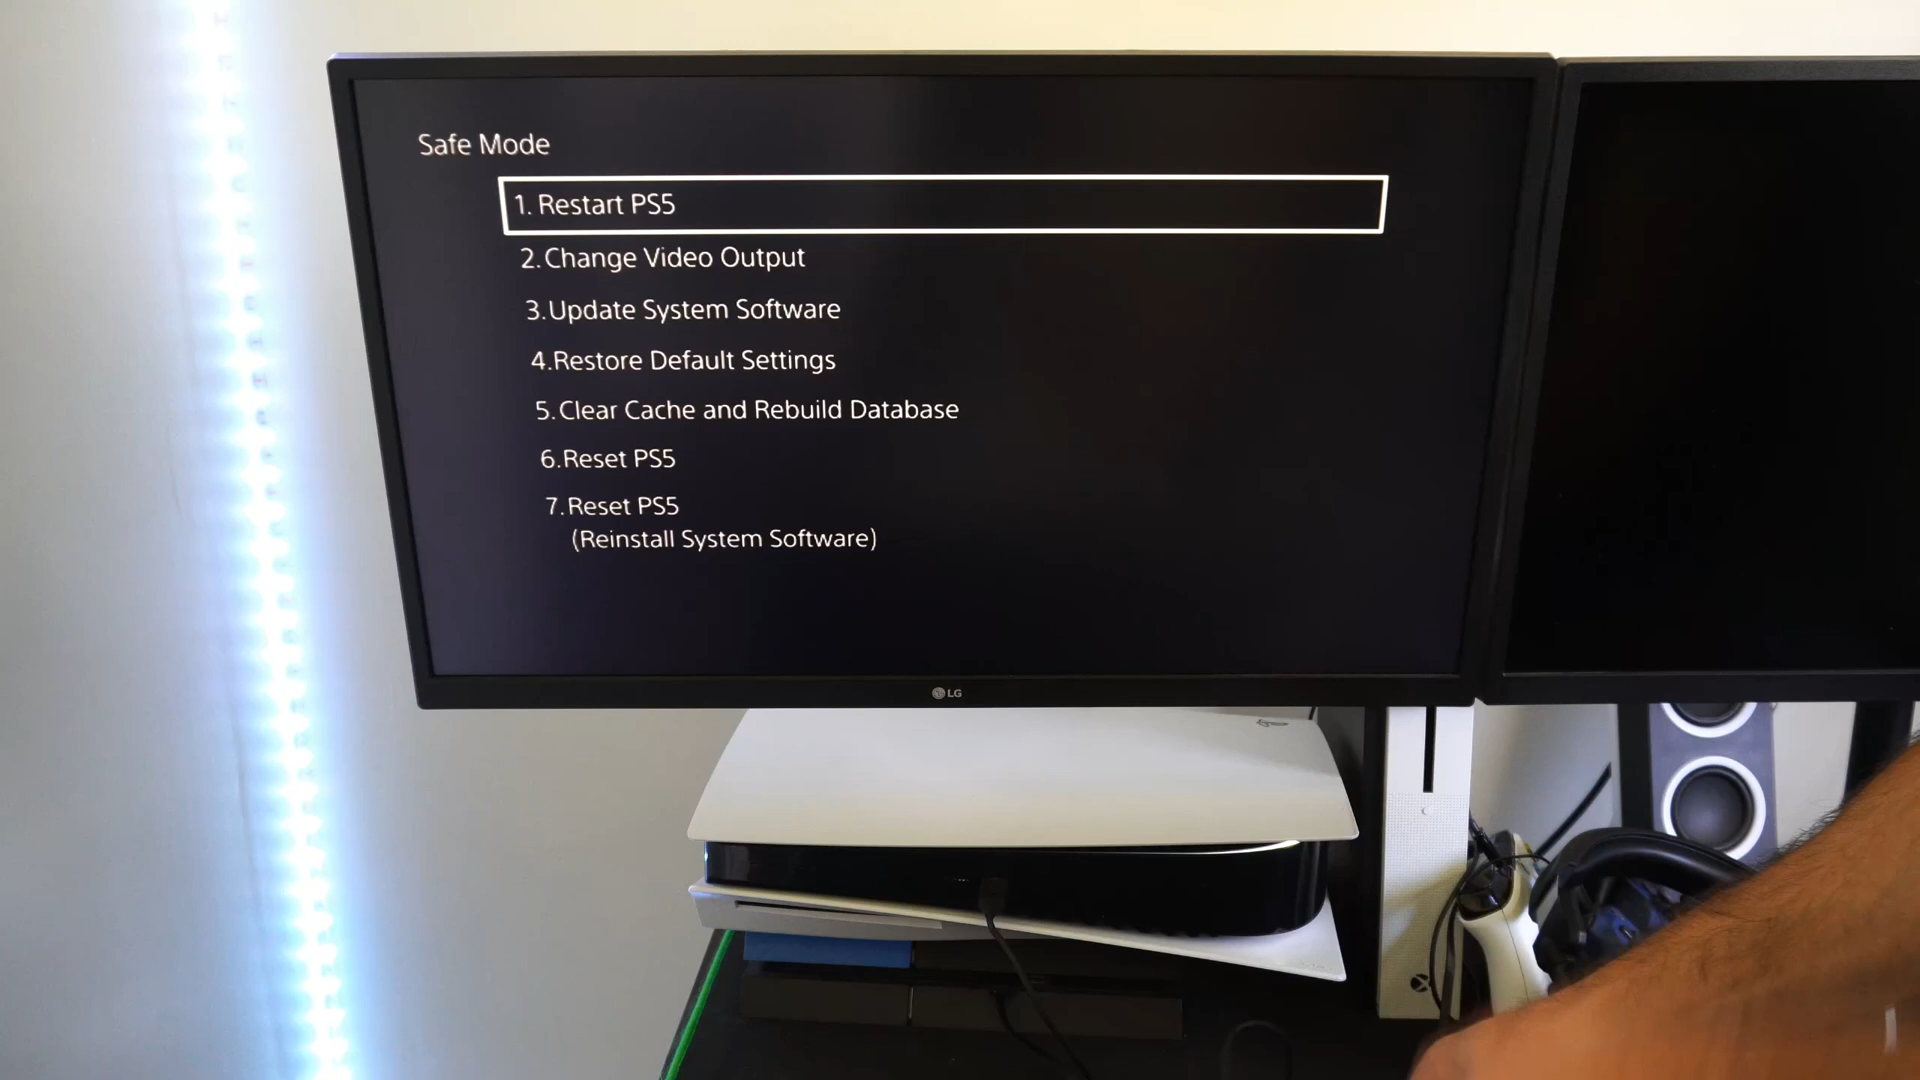 Safe Mode
1. Restart PS5
2. Change Video Output
3. Update System Software
4. Restore Default Settings
5. Clear Cache and Rebuild Database
6. Reset PS5
7. Reset PS5
(Reinstall System Software)
LG